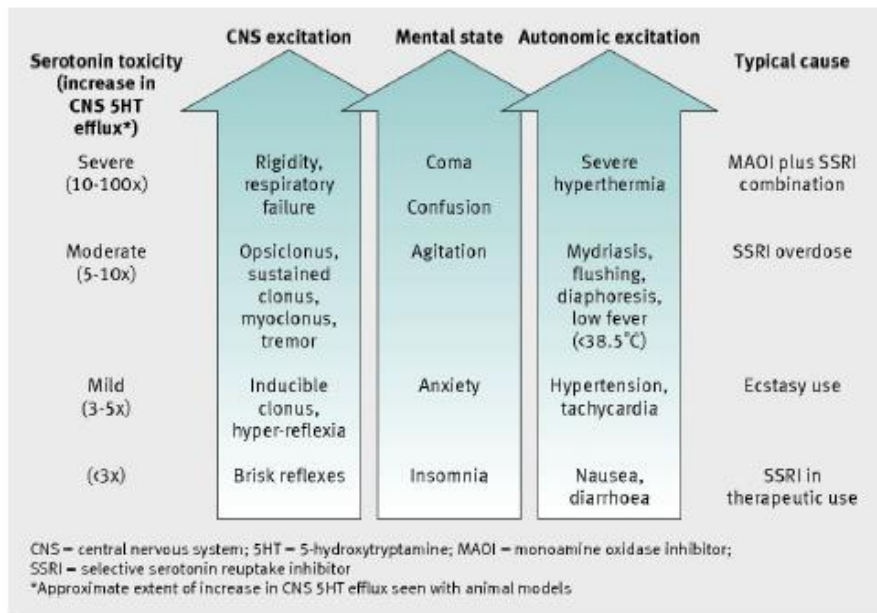 CNS excitation
Mental state
Autonomic excitation
Serotonin toxicity
(increase in
CNS 5HT
efflux*)
Typical cause
Severe
(10-100x)
Rigidity,
respiratory
failure
Coma
Confusion
Severe
hyperthermia
MAOI plus SSRI
combination
Moderate
(5-10x)
Opsiclonus,
sustained
clonus,
myoclonus,
tremor
Agitation
Mydriasis,
flushing,
diaphoresis,
low fever
(<38.5°C)
SSRI overdose
Mild
(3-5x)
Inducible
clonus,
hyper-reflexia
Anxiety
Hypertension,
tachycardia
Ecstasy use
(<3x)
Brisk reflexes
Insomnia
Nausea,
diarrhoea
SSRI in
therapeutic use
CNS = central nervous system; 5HT = 5-hydroxytryptamine; MAOI = monoamine oxidase inhibitor;
SSRI = selective serotonin reuptake inhibitor
*Approximate extent of increase in CNS 5HT efflux seen with animal models